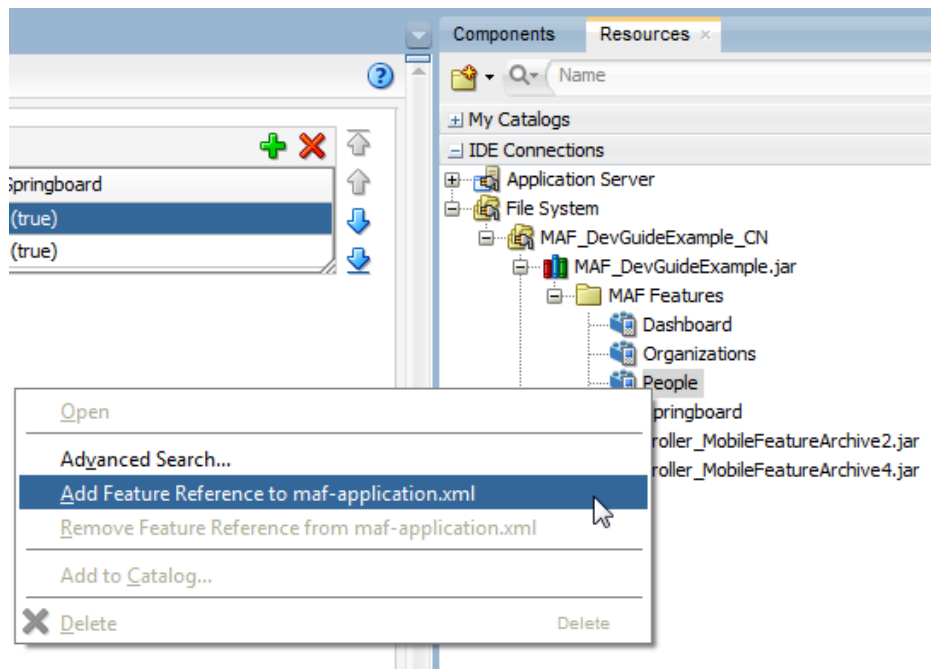 Components
Resources
Name
My Catalogs
IDE Connections
Springboard
(true)
(true)
Application Server
File System
MAF_DevGuideExample_CN
MAF_DevGuideExample.jar
MAF Features
Dashboard
Organizations
People
pringboard
roller_MobileFeatureArchive2.jar
roller_MobileFeatureArchive4.jar
Open
Advanced Search...
Add Feature Reference to maf-application.xml
Remove Feature Reference from maf-application.xml
Add to Catalog...
Delete Delete